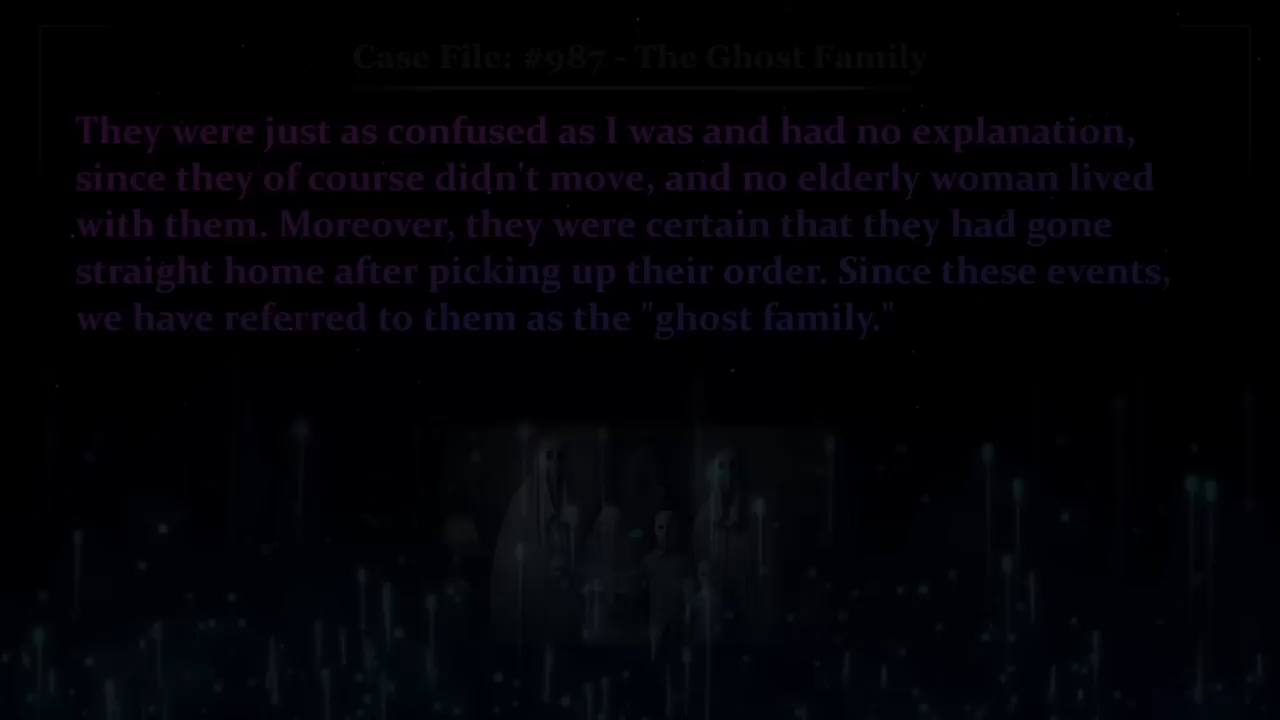 Case File: #987 - The Ghost Family
They were just as confused as I was and had no explanation,
since they of course didn't move, and no elderly woman lived
with them. Moreover, they were certain that they had gone
straight home after picking up their order. Since these events,
we have referred to them as the "ghost family."